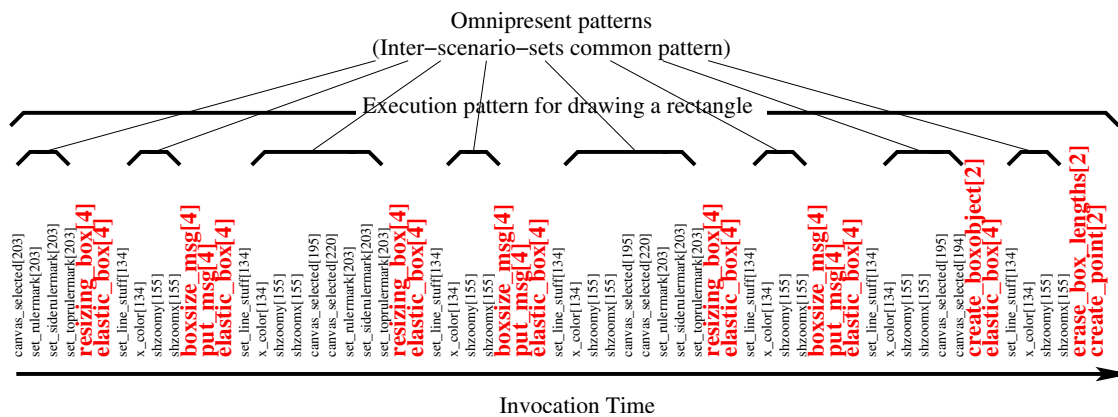 Omnipresent patterns
(Inter−scenario−sets common pattern)
Execution pattern for drawing a rectangle
canvas_selected[203]
set_rulermark[203]
set_siderulermark[203]
set_toprulermark[203]
resizing_box[4]
elastic_box[4]
set_line_stuff[134]
x_color[134]
shzoomy[155]
shzoomx[155]
boxsize_msg[4]
put_msg[4]
elastic_box[4]
set_line_stuff[134]
x_color[134]
shzoomy[155]
shzoomx[155]
canvas_selected[195]
canvas_selected[220]
set_rulermark[203]
set_siderulermark[203]
set_toprulermark[203]
resizing_box[4]
elastic_box[4]
set_line_stuff[134]
x_color[134]
shzoomy[155]
shzoomx[155]
boxsize_msg[4]
put_msg[4]
elastic_box[4]
set_line_stuff[134]
x_color[134]
shzoomy[155]
shzoomx[155]
canvas_selected[195]
canvas_selected[220]
set_rulermark[203]
set_siderulermark[203]
set_toprulermark[203]
resizing_box[4]
elastic_box[4]
set_line_stuff[134]
x_color[134]
shzoomy[155]
shzoomx[155]
boxsize_msg[4]
put_msg[4]
elastic_box[4]
set_line_stuff[134]
x_color[134]
shzoomy[155]
shzoomx[155]
canvas_selected[195]
canvas_selected[194]
create_boxobject[2]
elastic_box[4]
set_line_stuff[134]
x_color[134]
shzoomy[155]
shzoomx[155]
erase_box_lengths[2]
create_point[2]
Invocation Time